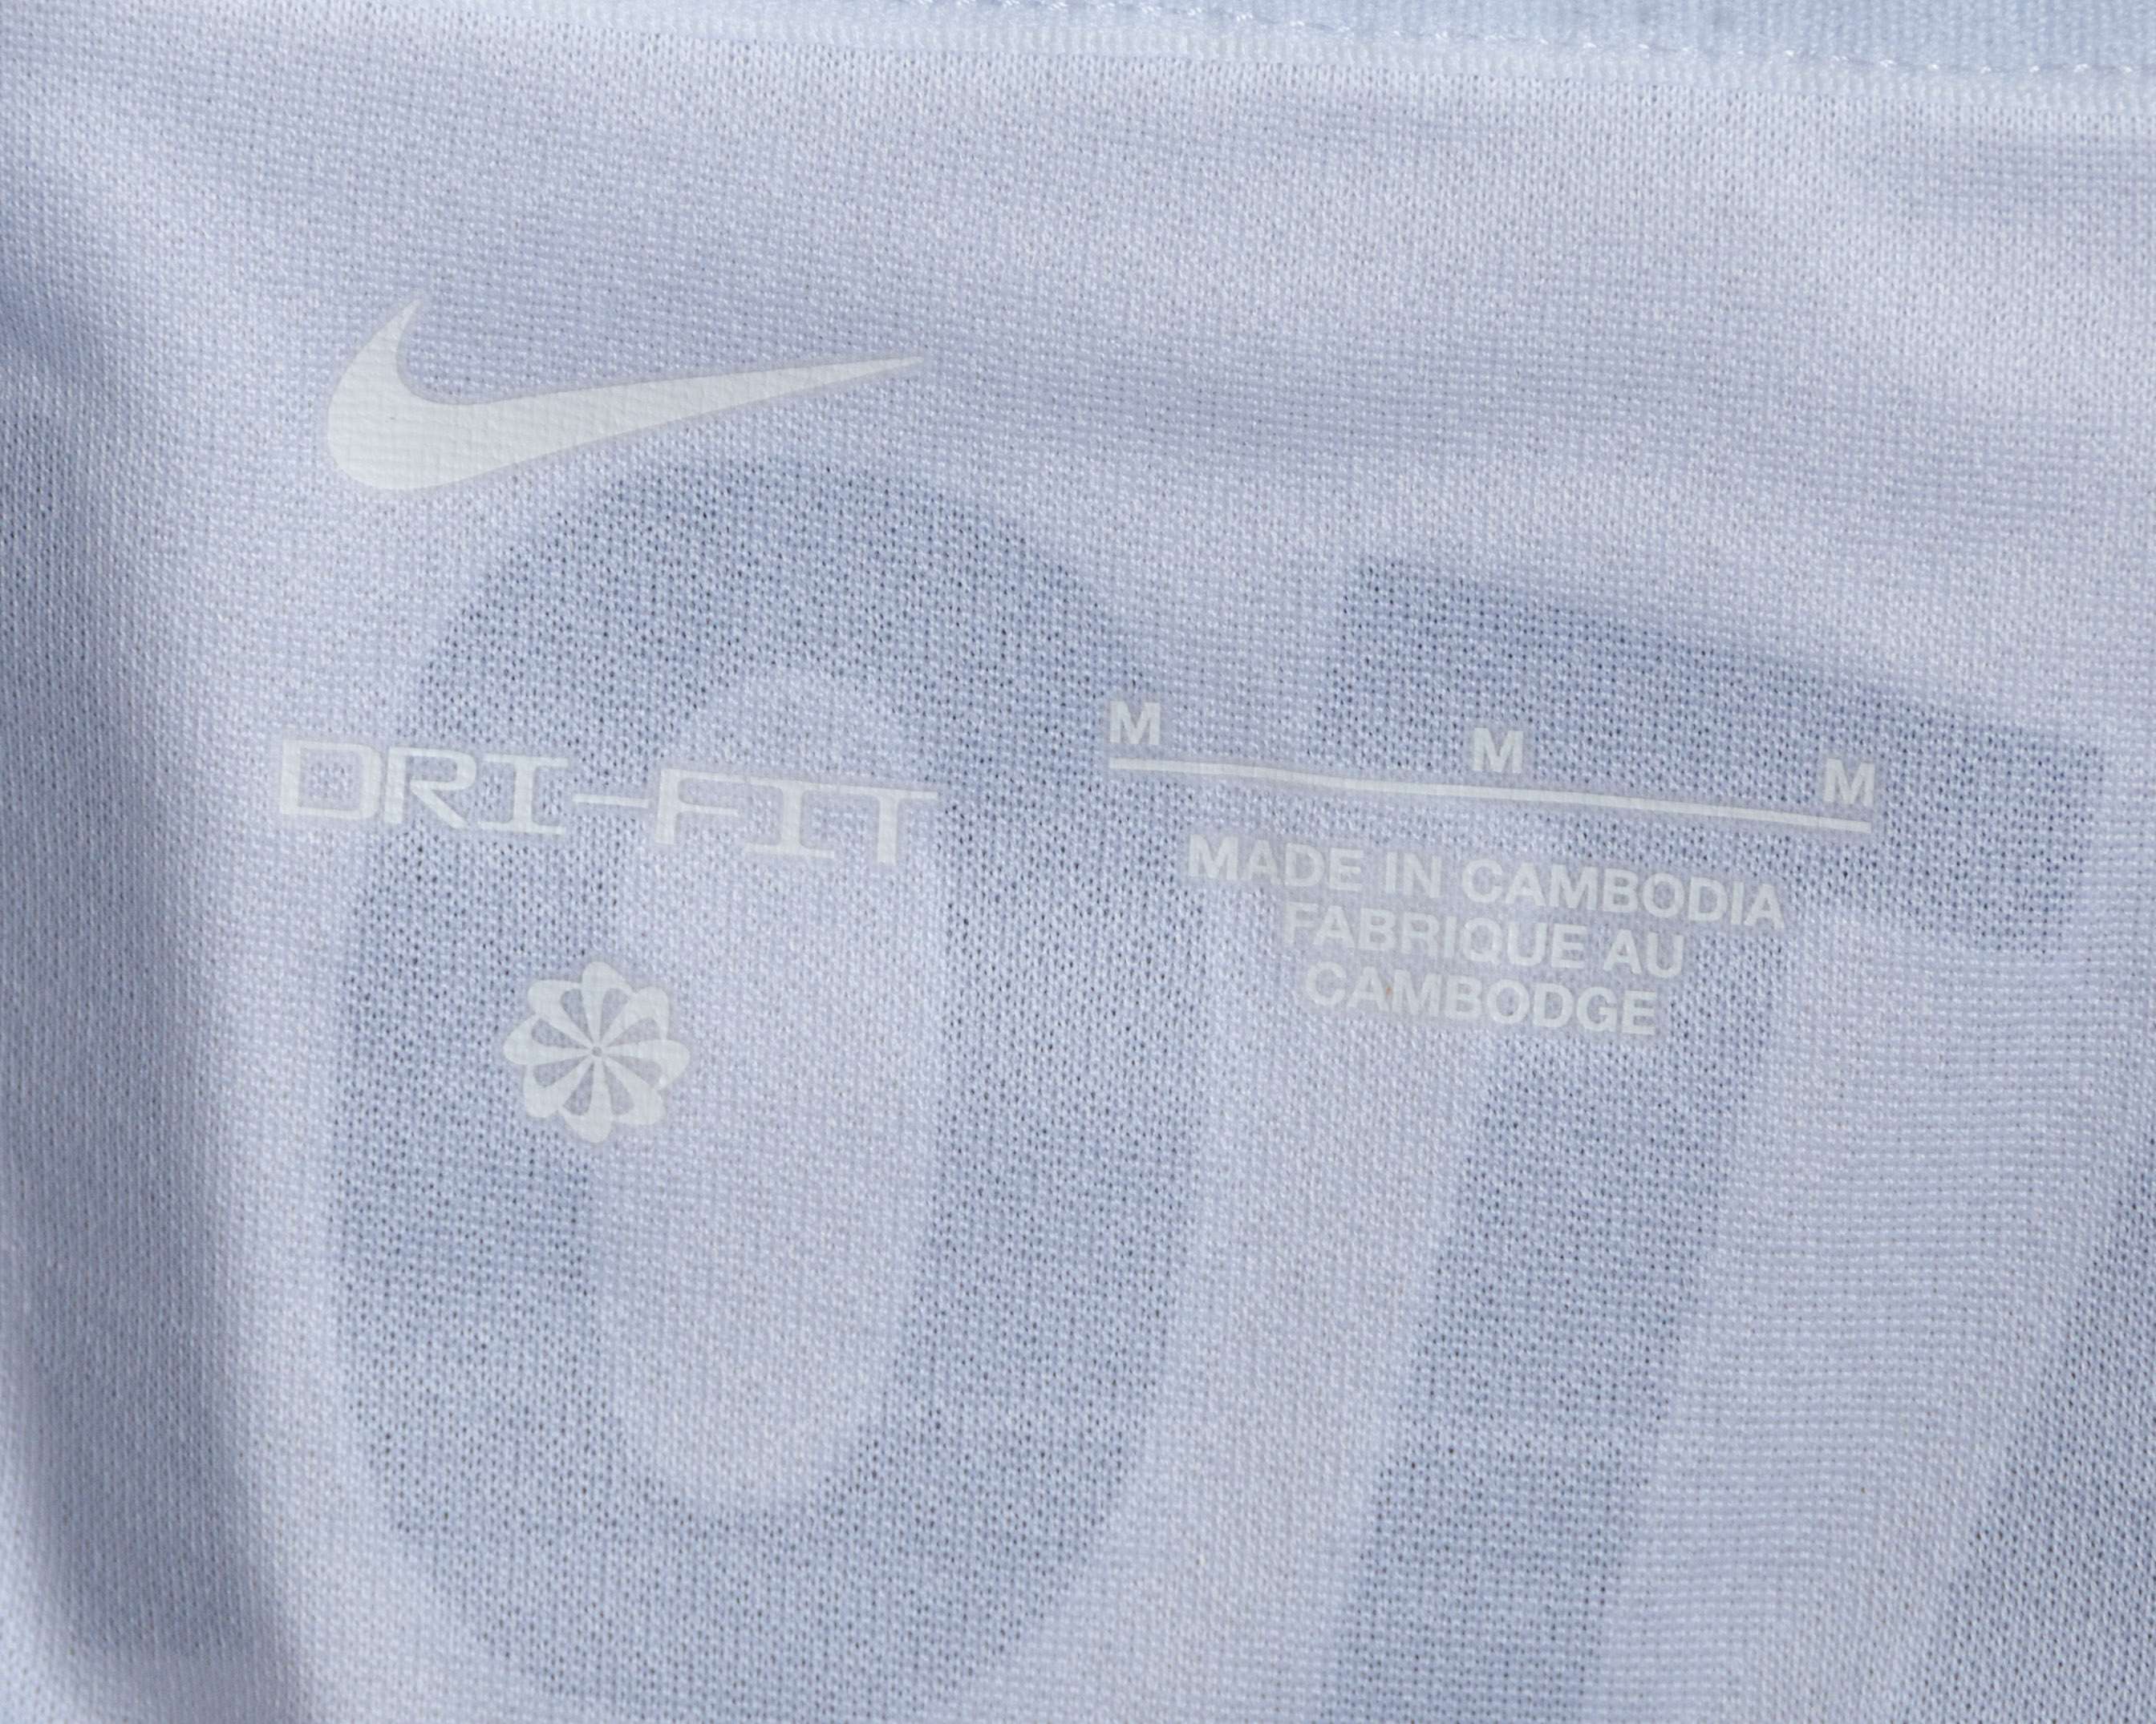 DRI-FIT
M M M
MADE IN CAMBODIA
FABRIQUE AU
CAMBODGE